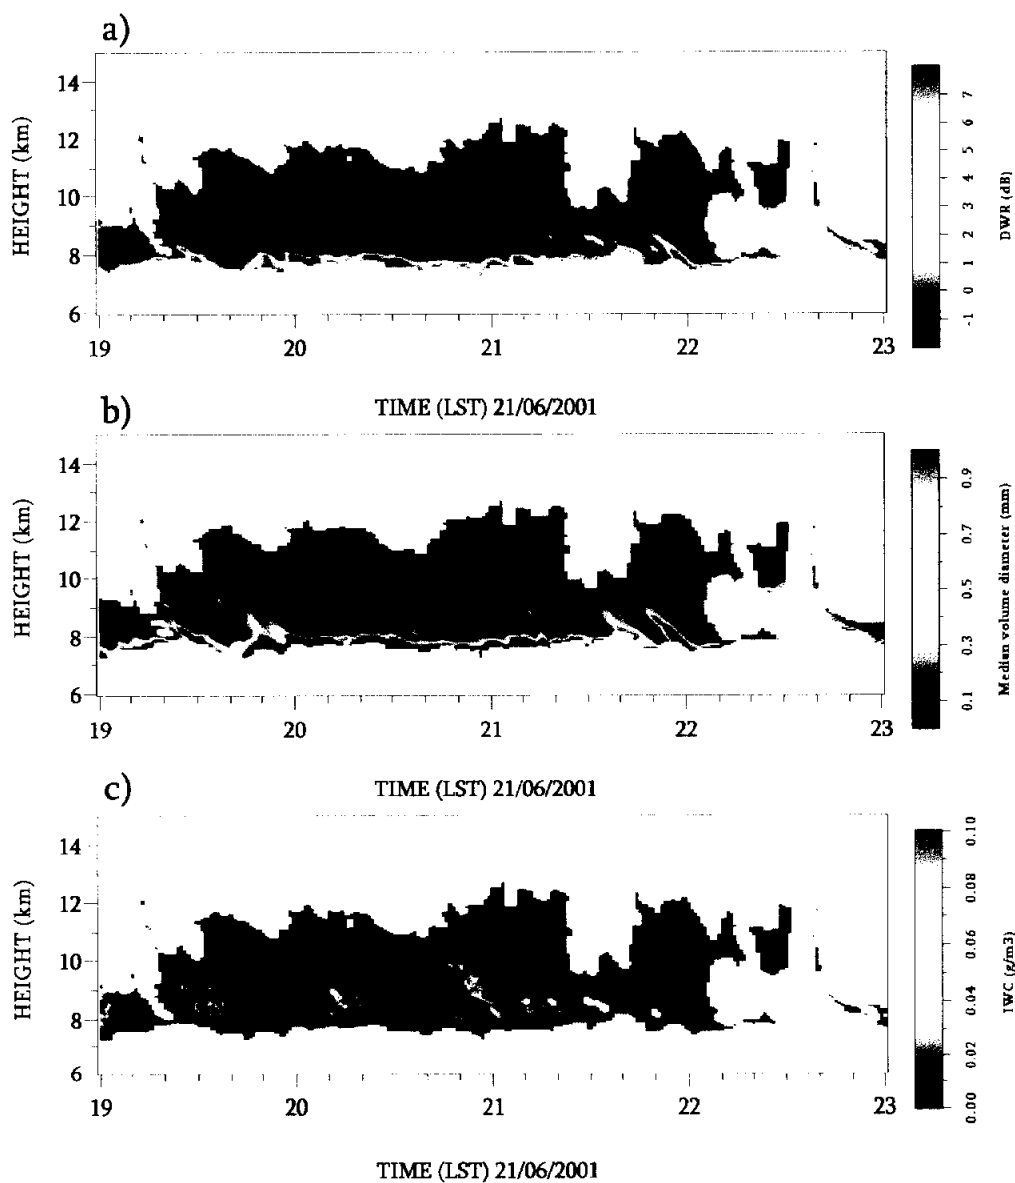 a)
14
12
10
8
6
HEIGHT (km)
19 20 21 22 23
TIME (LST) 21/06/2001
7
6
5
4
3
2
1
0
-1
DWR (dB)
b)
14
12
10
8
6
HEIGHT (km)
19 20 21 22 23
TIME (LST) 21/06/2001
0.9
0.7
0.5
0.3
0.1
Median volume diameter (mm)
c)
14
12
10
8
6
HEIGHT (km)
19 20 21 22 23
TIME (LST) 21/06/2001
0.10
0.08
0.06
0.04
0.02
0.00
IWC (g/m3)